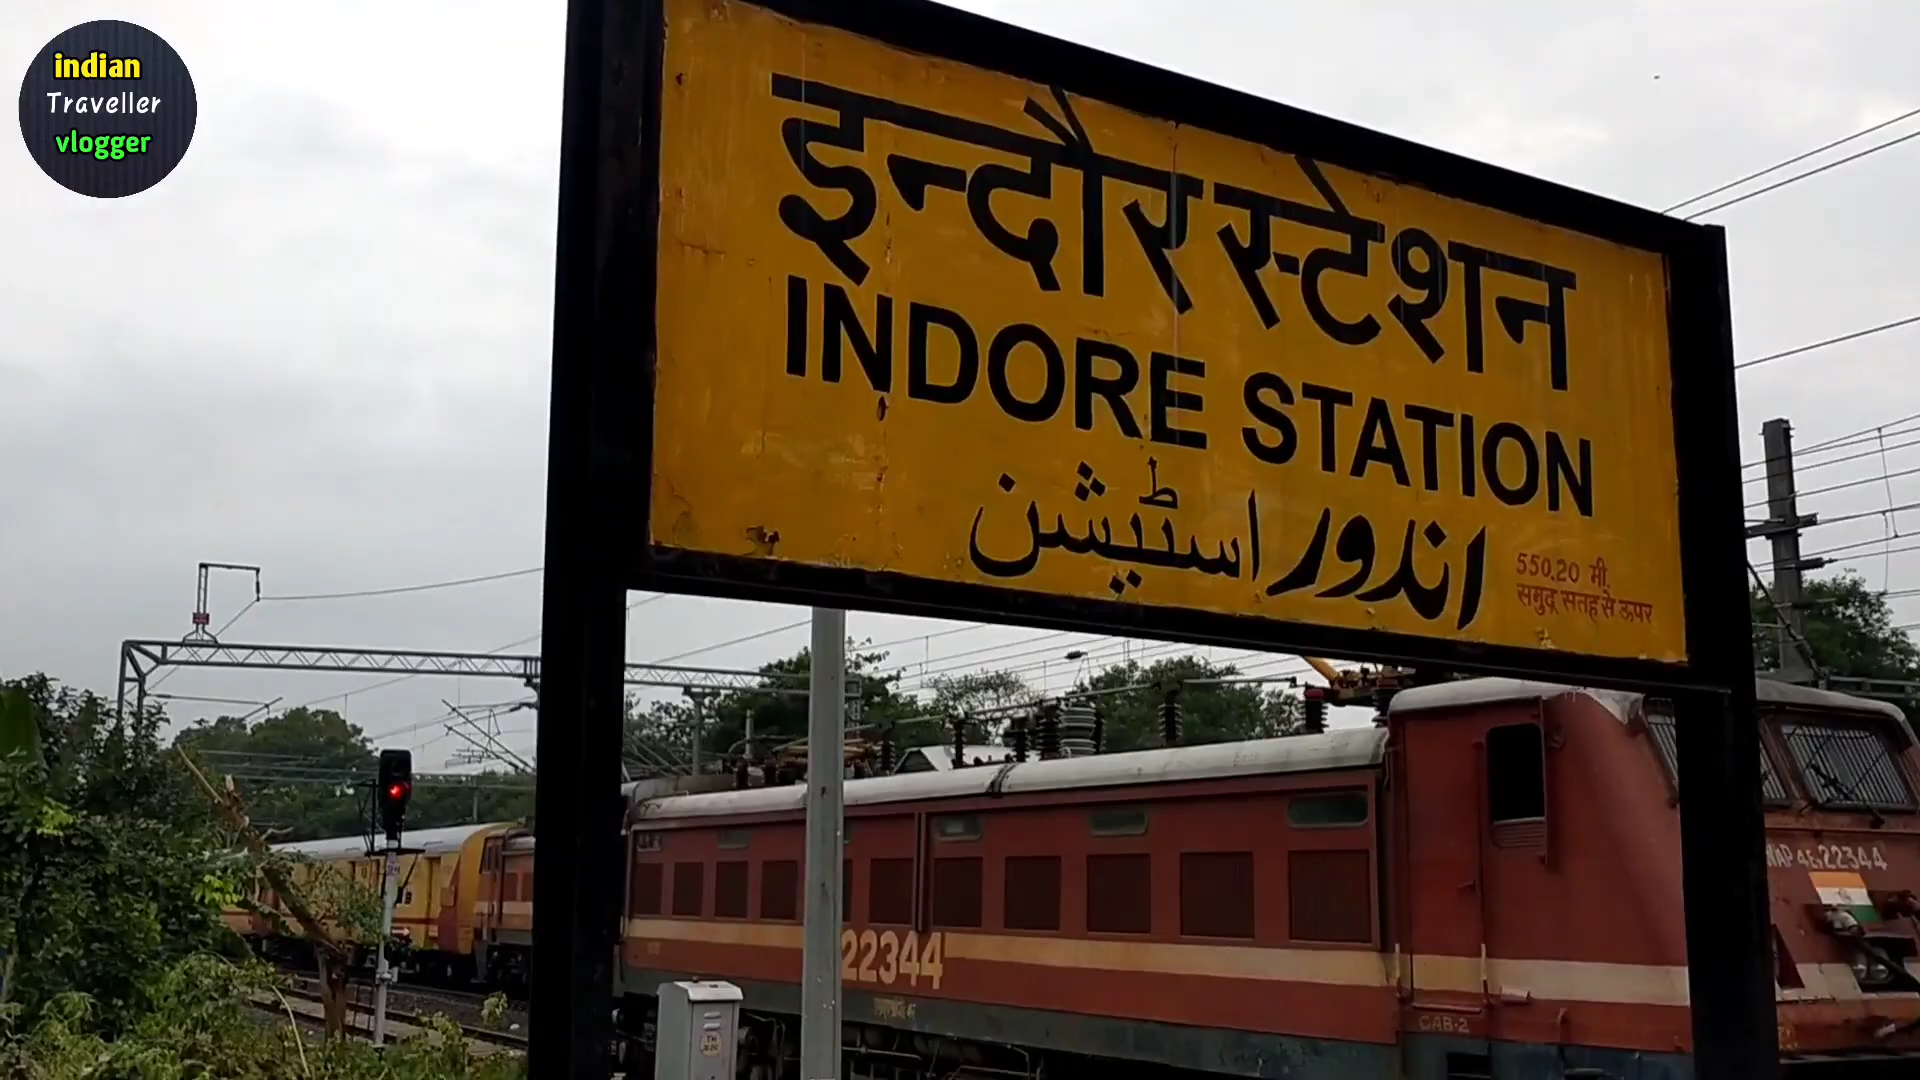 indian
Traveller
vlogger
इन्दौर स्टेशन
INDORE STATION
اندور اسٹیشن
550.20 मी.
समुद्र सतह से ऊपर
WAP 4E, 22344
22344
CAB-2